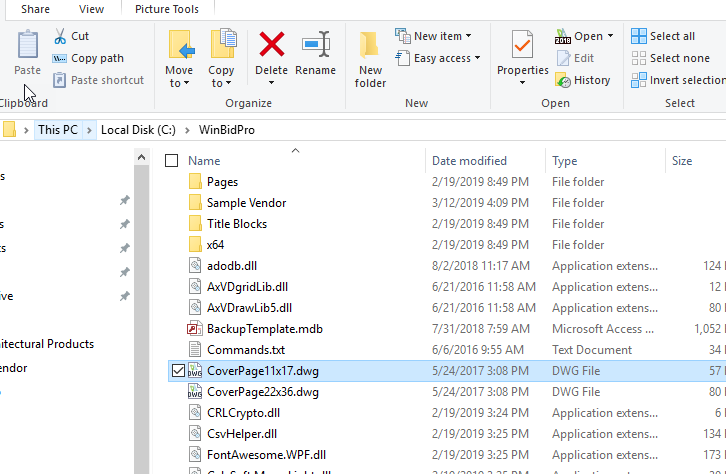 Share View Picture Tools
Cut
Copy path
Paste
Paste shortcut
Clipboard
Move to
Copy to
Delete
Rename
New folder
New item
Easy access
New
Properties
Open
Edit
History
Open
Select all
Select none
Invert selection
Select
This PC > Local Disk (C:) > WinBidPro
Name Date modified Type Size
Pages 2/19/2019 8:49 PM File folder
Sample Vendor 3/12/2019 4:09 PM File folder
Title Blocks 2/19/2019 8:49 PM File folder
x64 2/19/2019 8:49 PM File folder
adodb.dll 8/2/2018 11:17 AM Application extens... 124
AxVDgridLib.dll 6/21/2016 11:58 AM Application extens... 12
AxVDrawLib5.dll 6/21/2016 11:58 AM Application extens... 80
BackupTemplate.mdb 7/31/2018 7:59 AM Microsoft Access ... 1,052
Commands.txt 6/6/2016 9:55 AM Text Document 34
CoverPage11x17.dwg 5/24/2017 3:08 PM DWG File 57
CoverPage22x36.dwg 5/24/2017 3:08 PM DWG File 80
CRLCrypto.dll 2/19/2019 3:24 PM Application extens... 6
CsvHelper.dll 2/19/2019 3:25 PM Application extens... 134
FontAwesome.WPF.dll 2/19/2019 3:25 PM Application extens... 173
hitectural Products
endor